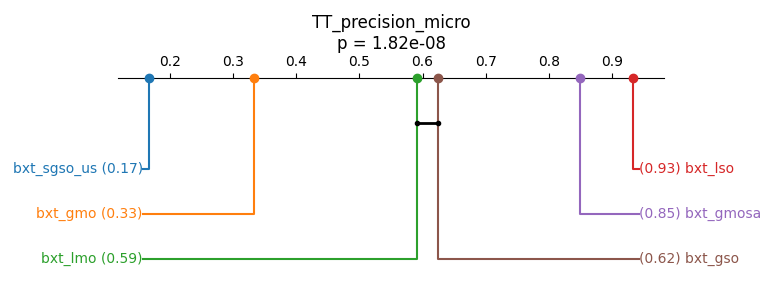 TT_precision_micro
p = 1.82e-08
0.2 0.3 0.4 0.5 0.6 0.7 0.8 0.9
bxt_sgso_us (0.17) (0.93) bxt_lso
bxt_gmo (0.33) (0.85) bxt_gmosa
bxt_lmo (0.59) (0.62) bxt_gso